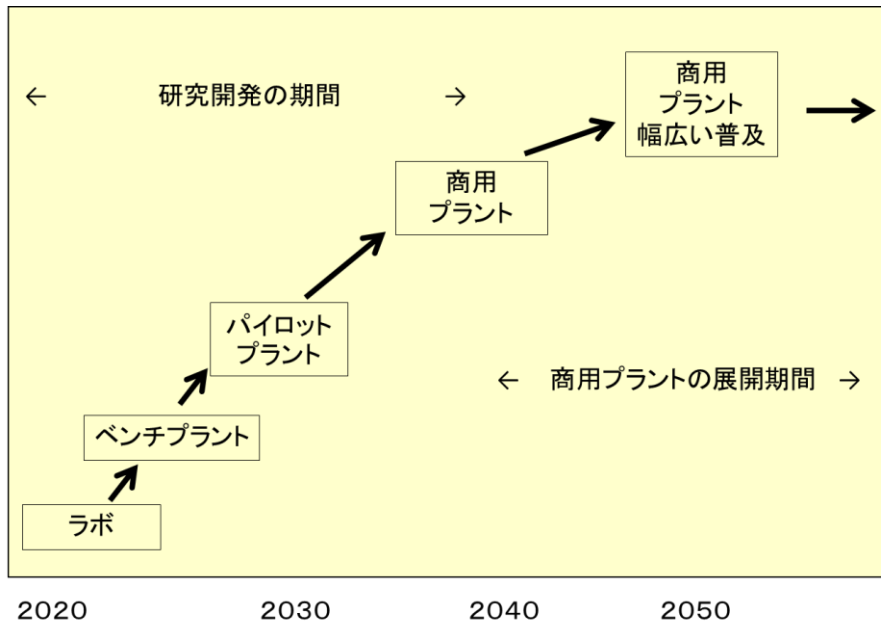 ← 研究開発の期間 →
商用
プラント
幅広い普及
商用
プラント
パイロット
プラント
← 商用プラントの展開期間 →
ベンチプラント
ラボ
2020 2030 2040 2050